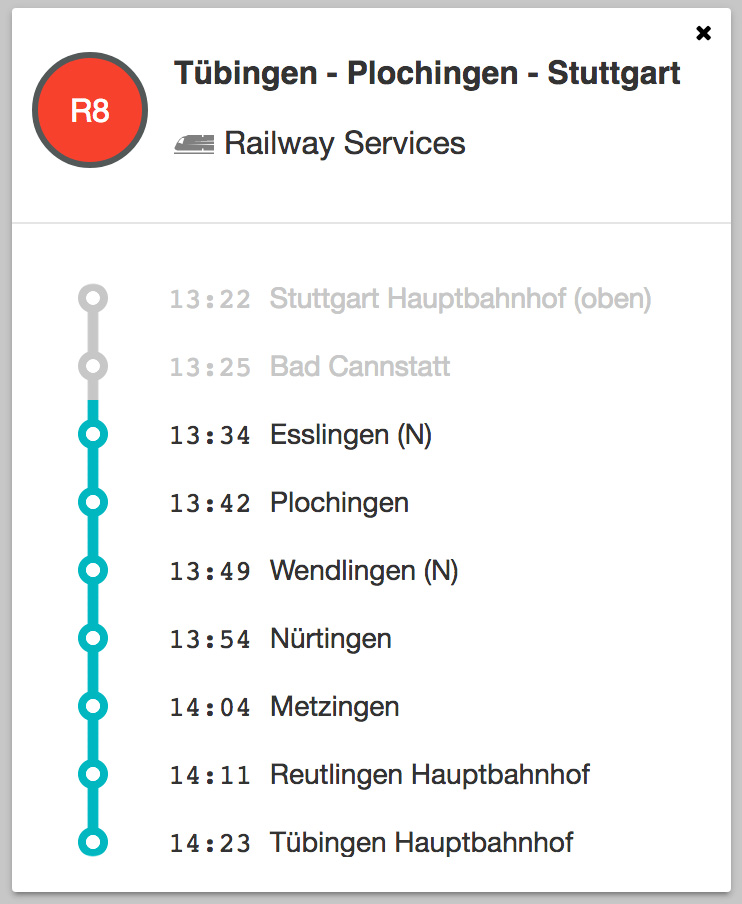 Tübingen - Plochingen - Stuttgart
R8
Railway Services
13:22 Stuttgart Hauptbahnhof (oben)
13:25 Bad Cannstatt
13:34 Esslingen (N)
13:42 Plochingen
13:49 Wendlingen (N)
13:54 Nürtingen
14:04 Metzingen
14:11 Reutlingen Hauptbahnhof
14:23 Tübingen Hauptbahnhof